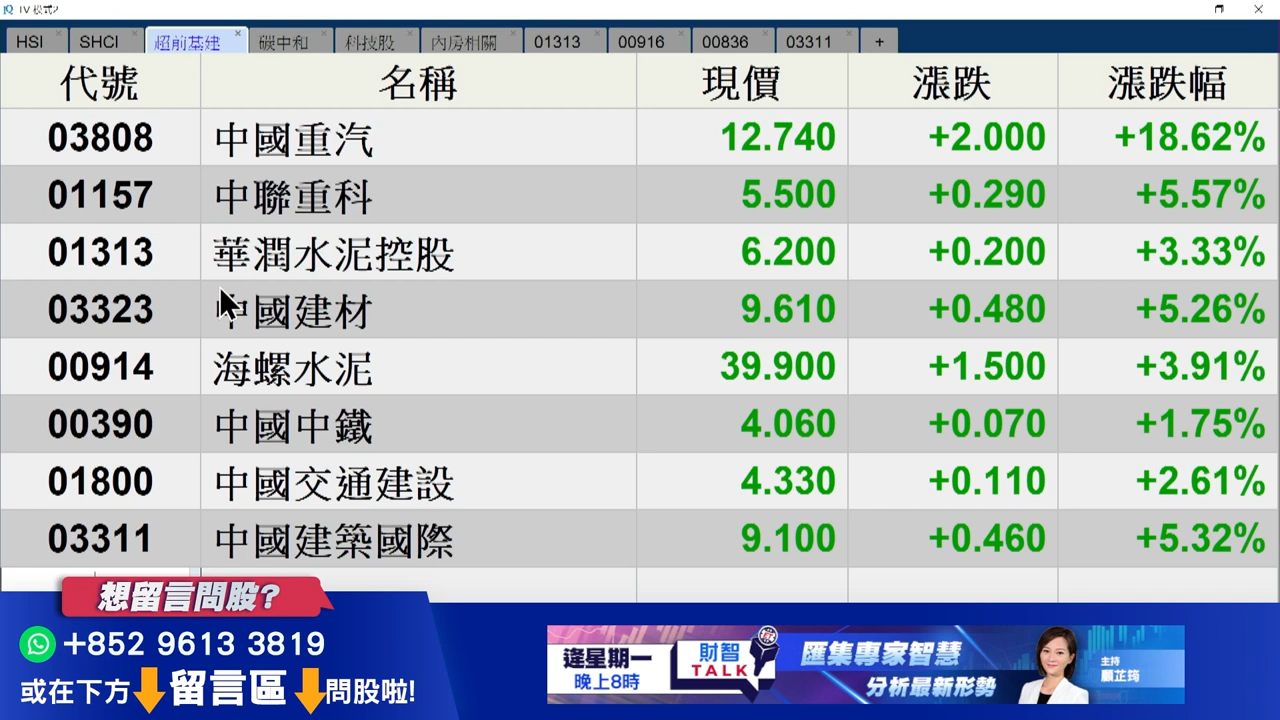 TV 模式2
HSI SHCI 超前基建 碳中和 科技股 內房相關 01313 00916 00836 03311 +
代號 名稱 現價 漲跌 漲跌幅
03808 中國重汽 12.740 +2.000 +18.62%
01157 中聯重科 5.500 +0.290 +5.57%
01313 華潤水泥控股 6.200 +0.200 +3.33%
03323 中國建材 9.610 +0.480 +5.26%
00914 海螺水泥 39.900 +1.500 +3.91%
00390 中國中鐵 4.060 +0.070 +1.75%
01800 中國交通建設 4.330 +0.110 +2.61%
03311 中國建築國際 9.100 +0.460 +5.32%
想留言問股?
+852 9613 3819
或在下方 留言區 問股啦!
逢星期一
晚上8時
財智
TALK
匯集專家智慧
分析最新形勢
主持
顧芷筠